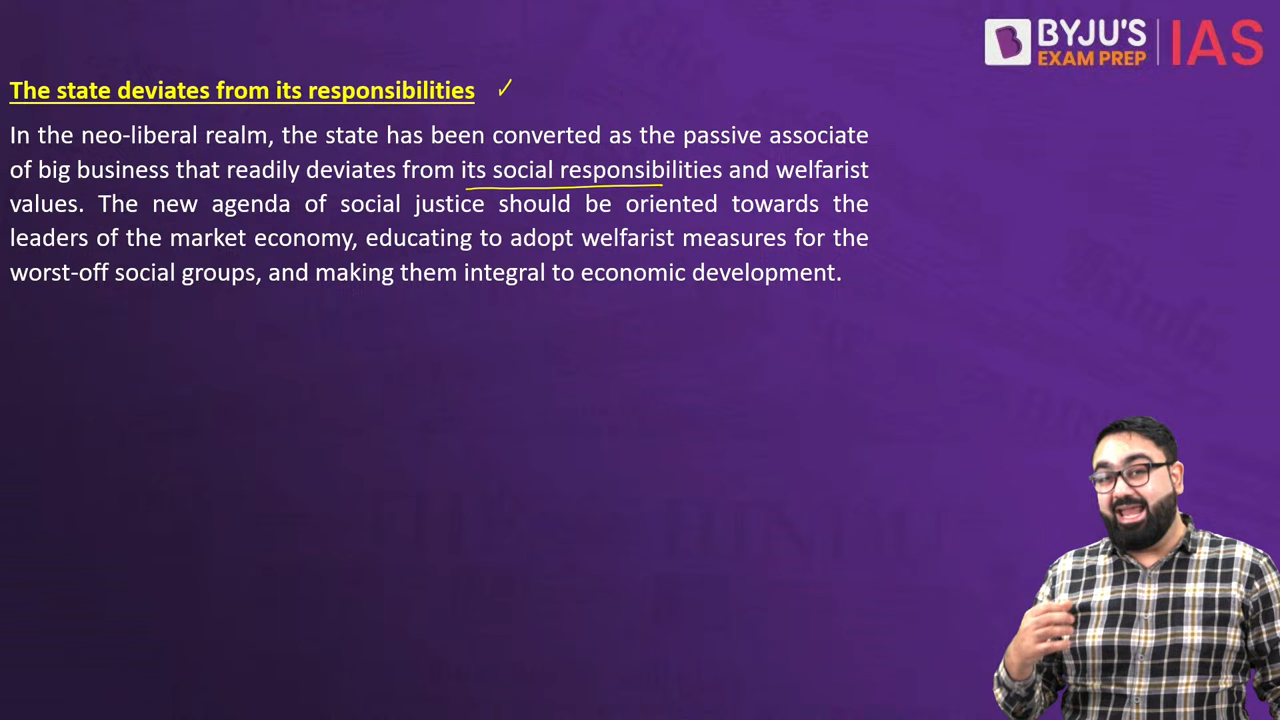 BYJU'S
EXAM PREP
IAS
The state deviates from its responsibilities
In the neo-liberal realm, the state has been converted as the passive associate
of big business that readily deviates from its social responsibilities and welfarist
values. The new agenda of social justice should be oriented towards the
leaders of the market economy, educating to adopt welfarist measures for the
worst-off social groups, and making them integral to economic development.